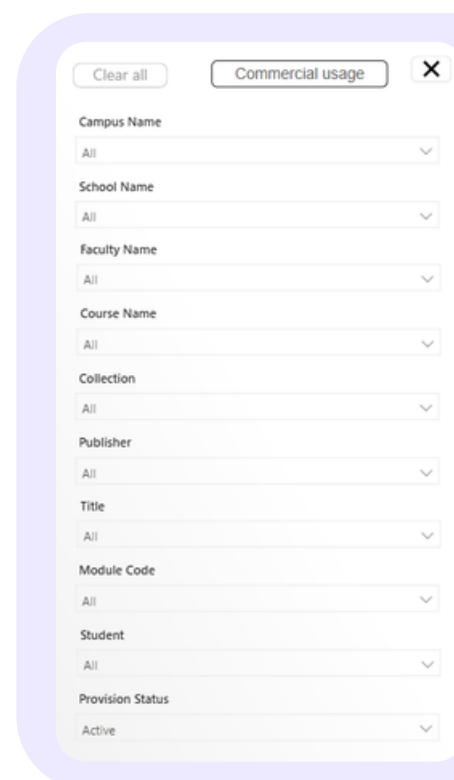 Clear all Commercial usage X
Campus Name
All
School Name
All
Faculty Name
All
Course Name
All
Collection
All
Publisher
All
Title
All
Module Code
All
Student
All
Provision Status
Active